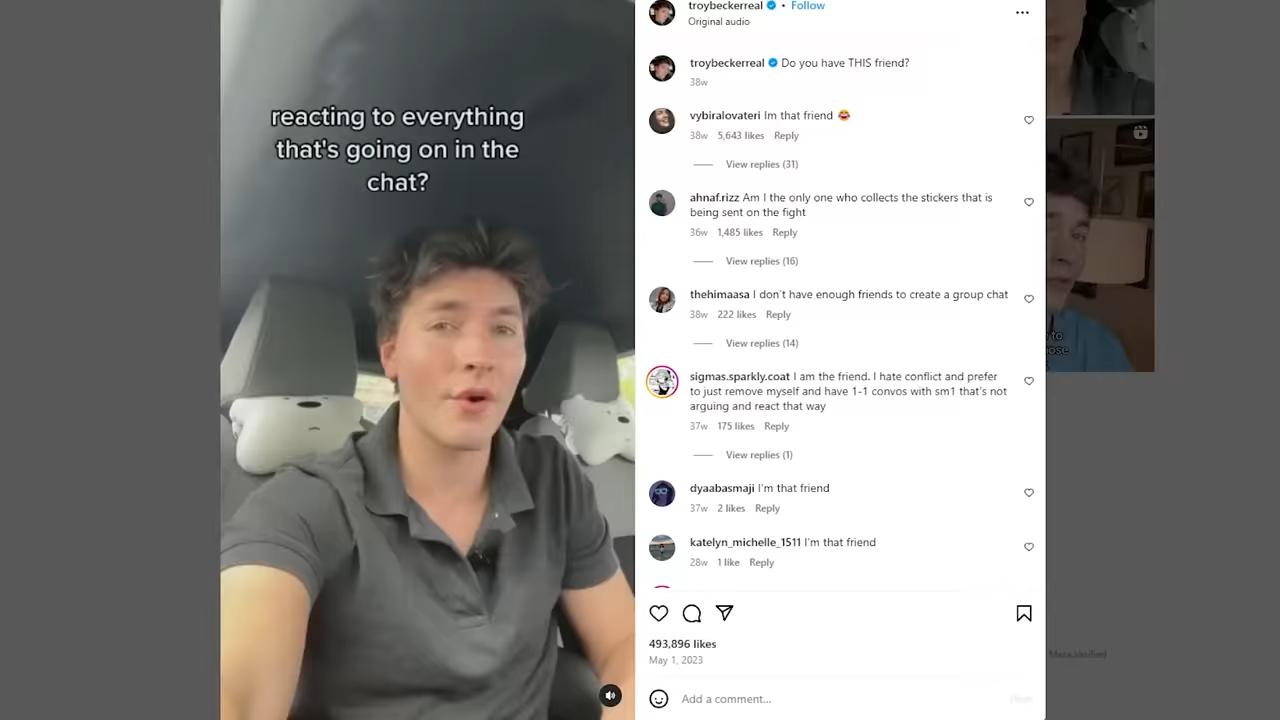 reacting to everything
that's going on in the
chat?
troybeckerreal • Follow
Original audio
troybeckerreal Do you have THIS friend?
38w
vybiralovateri Im that friend 😂
38w 5,643 likes Reply
View replies (31)
ahnaf.rizz Am I the only one who collects the stickers that is
being sent on the fight
36w 1,485 likes Reply
View replies (16)
thehimaasa I don't have enough friends to create a group chat
38w 222 likes Reply
View replies (14)
sigmas.sparkly.coat I am the friend. I hate conflict and prefer
to just remove myself and have 1-1 convos with sm1 that's not
arguing and react that way
37w 175 likes Reply
View replies (1)
dyaabasmaji I'm that friend
37w 2 likes Reply
katelyn_michelle_1511 I'm that friend
28w 1 like Reply
493,896 likes
May 1, 2023
Add a comment...
Post
to
ose
Meta Verified